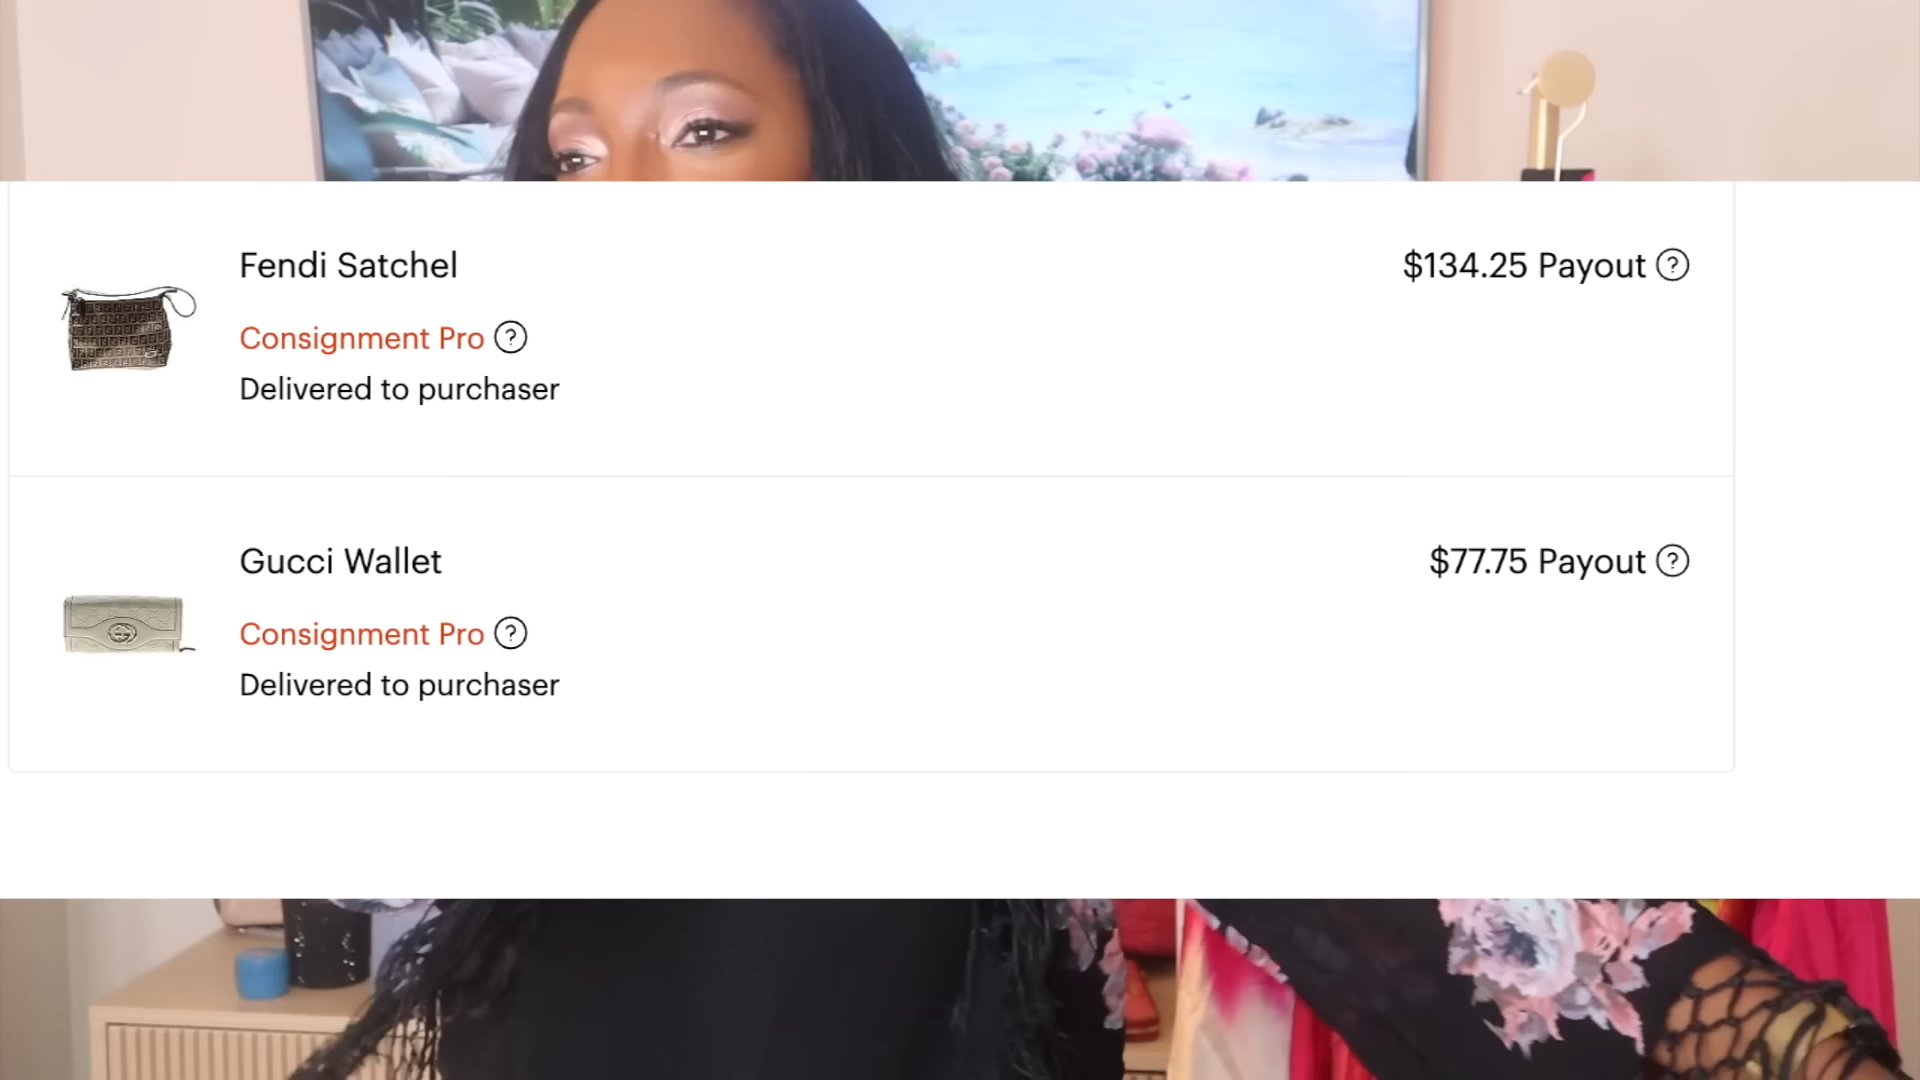 Fendi Satchel
$134.25 Payout ?
Consignment Pro ?
Delivered to purchaser
Gucci Wallet
$77.75 Payout ?
Consignment Pro ?
Delivered to purchaser